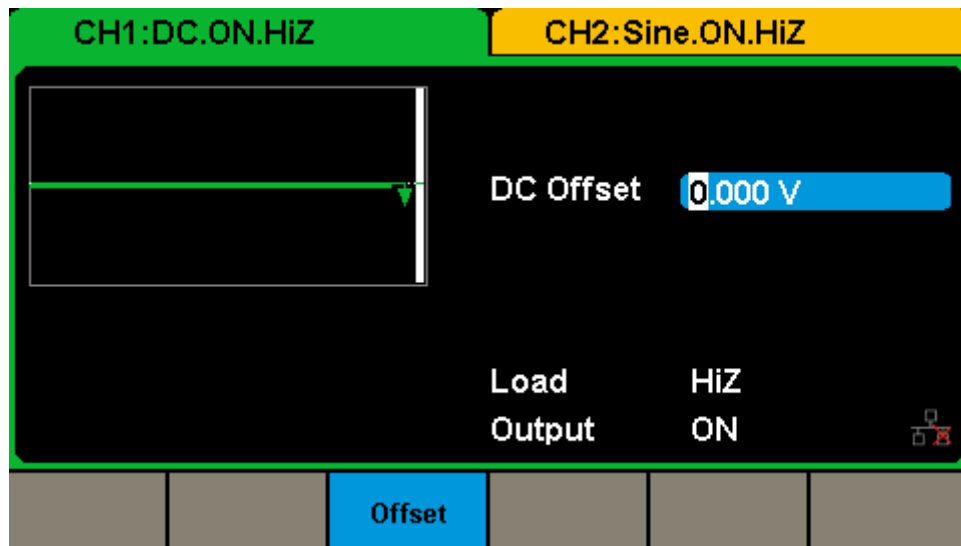 CH1:DC.ON.HiZ CH2:Sine.ON.HiZ
DC Offset 0.000 V
Load HiZ
Output ON
Offset